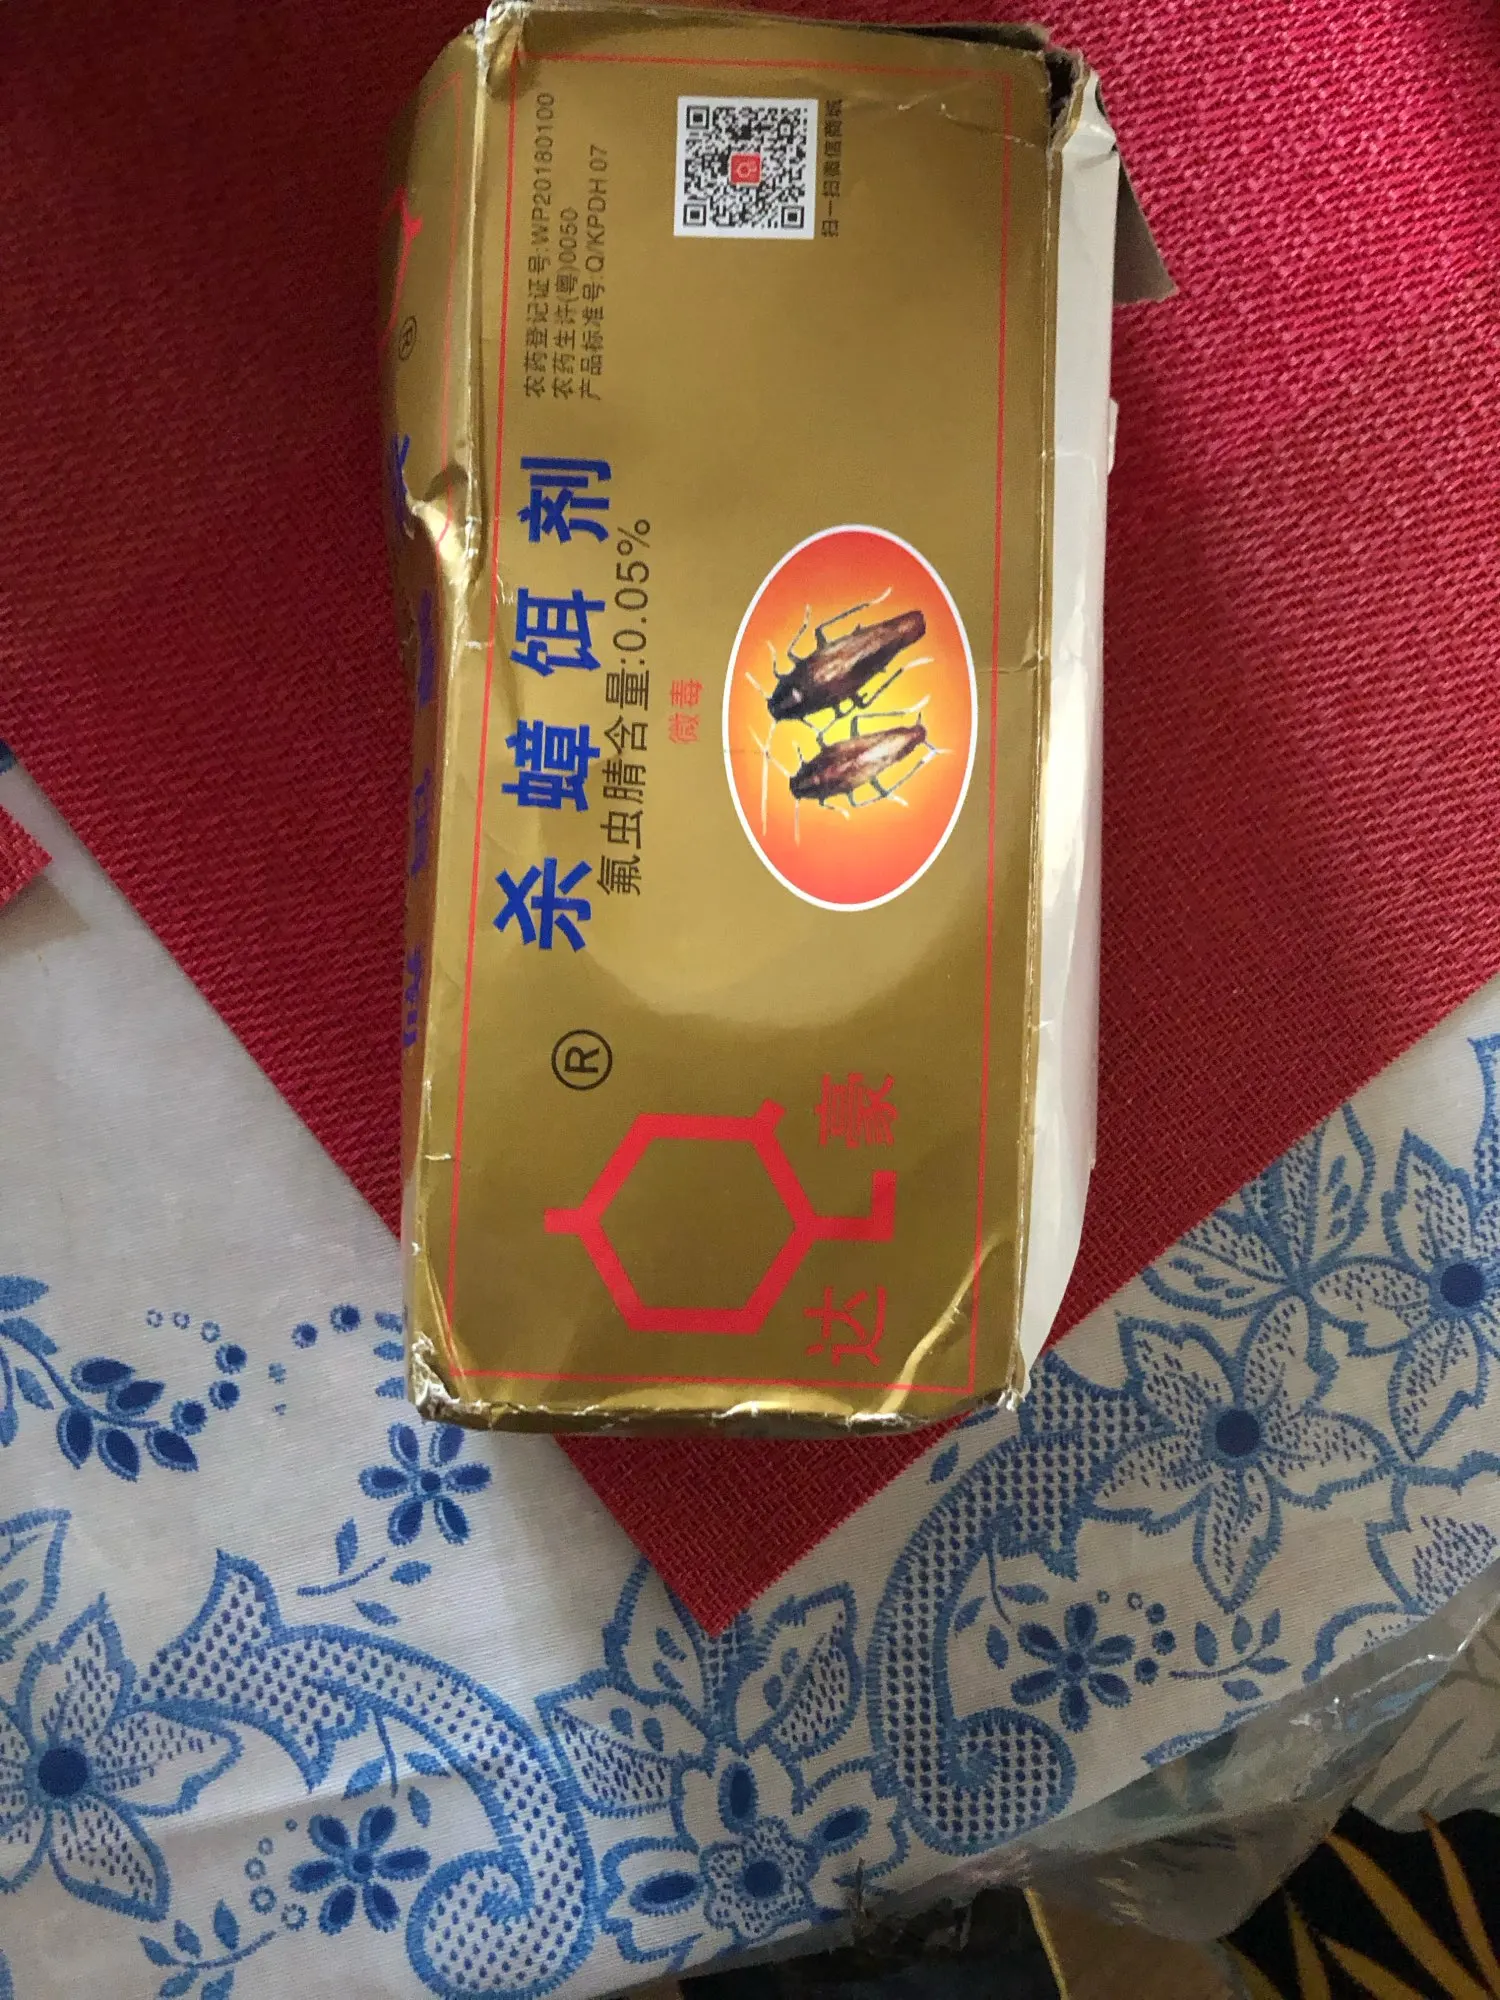 农药登记证号:WP20180100
农药生许(粤)0050
产品标准号:Q/KPDH 07
扫一扫微信商城
®
杀蟑饵剂
氟虫腈含量:0.05%
微毒
达豪
®